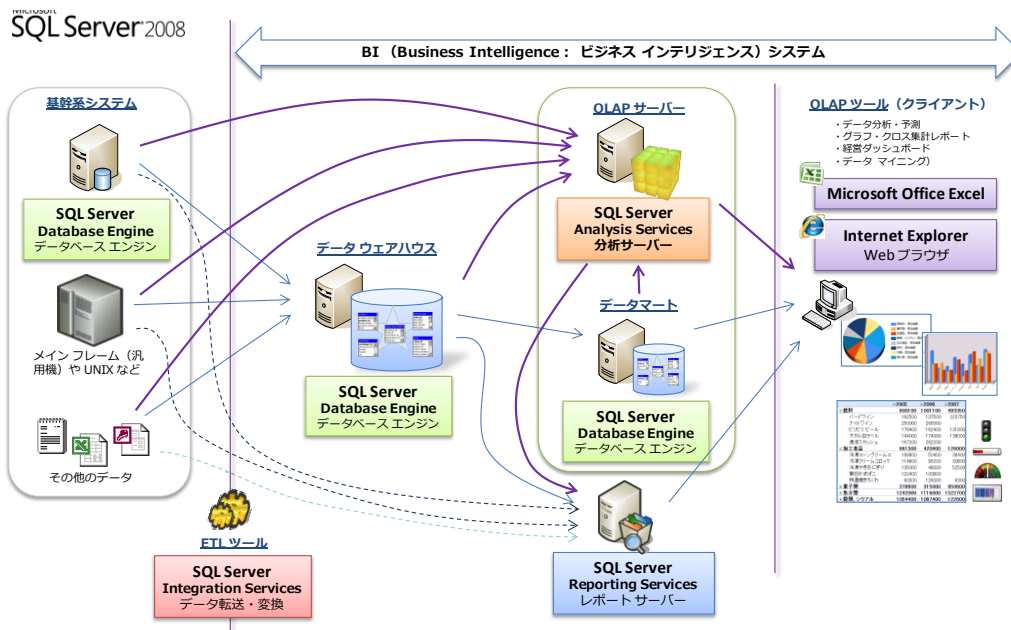 Microsoft
SQL Server 2008
BI （Business Intelligence： ビジネス インテリジェンス）システム
基幹系システム
SQL Server
Database Engine
データベース エンジン
メイン フレーム（汎
用機）や UNIX など
その他のデータ
ETL ツール
SQL Server
Integration Services
データ転送・変換
データ ウェアハウス
SQL Server
Database Engine
データベース エンジン
OLAP サーバー
SQL Server
Analysis Services
分析サーバー
データマート
SQL Server
Database Engine
データベース エンジン
SQL Server
Reporting Services
レポート サーバー
OLAP ツール（クライアント）
・データ分析・予測
・グラフ・クロス集計レポート
・経営ダッシュボード
・データ マイニング）
Microsoft Office Excel
Internet Explorer
Web ブラウザ
2005 2006 2007